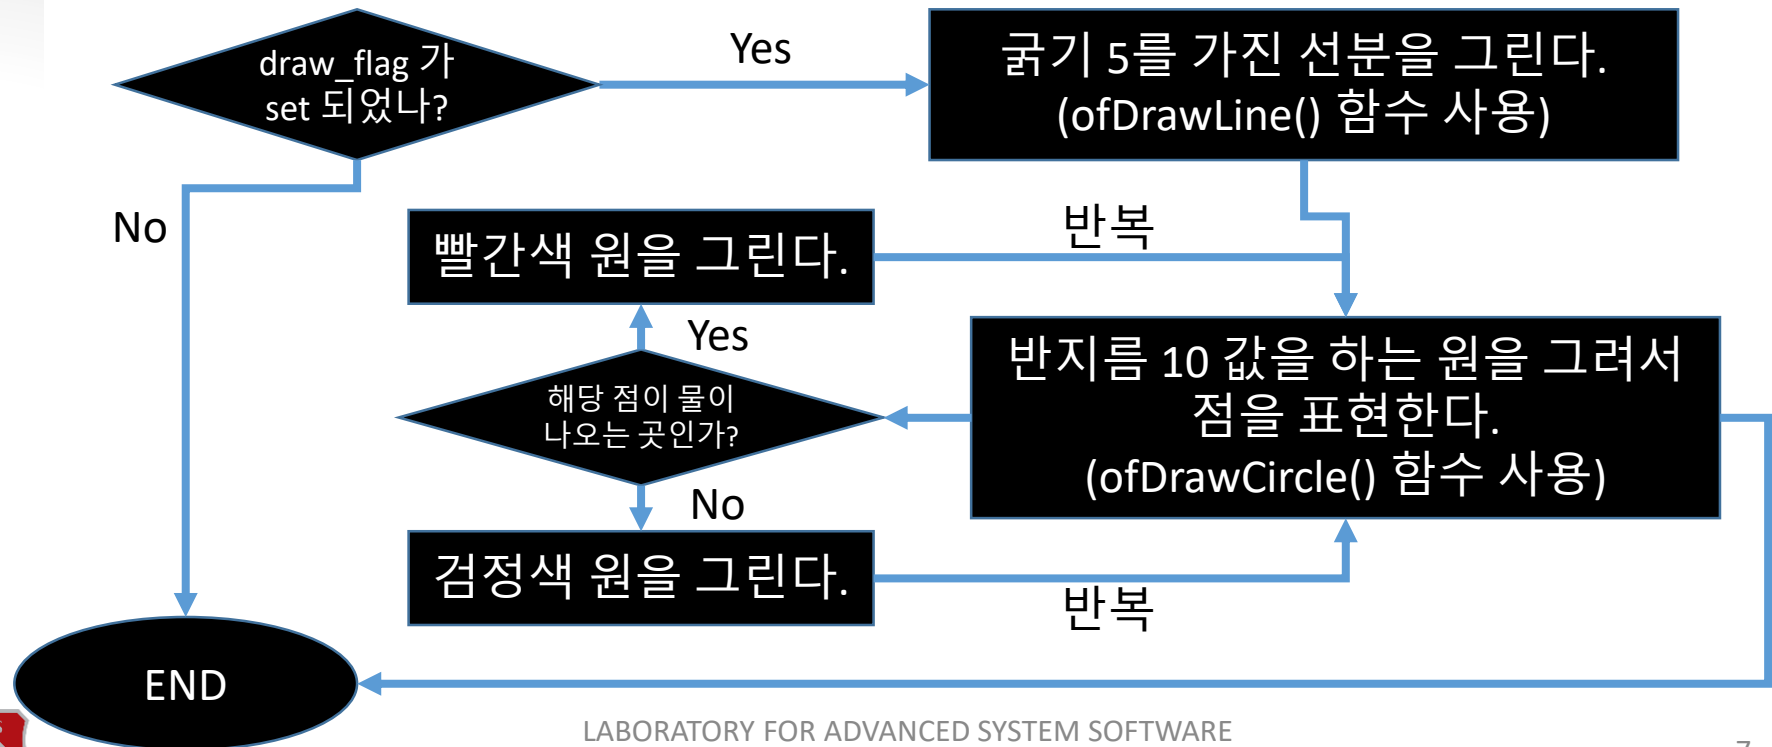 draw_flag 가
set 되었나?
Yes
굵기 5를 가진 선분을 그린다.
(ofDrawLine() 함수 사용)
No
빨간색 원을 그린다.
반복
Yes
해당 점이 물이
나오는 곳인가?
반지름 10 값을 하는 원을 그려서
점을 표현한다.
(ofDrawCircle() 함수 사용)
No
검정색 원을 그린다.
반복
END
LABORATORY FOR ADVANCED SYSTEM SOFTWARE